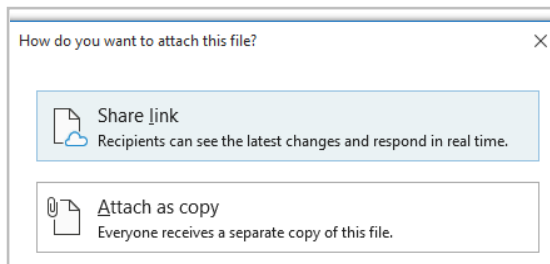 How do you want to attach this file?
Share link
Recipients can see the latest changes and respond in real time.
Attach as copy
Everyone receives a separate copy of this file.